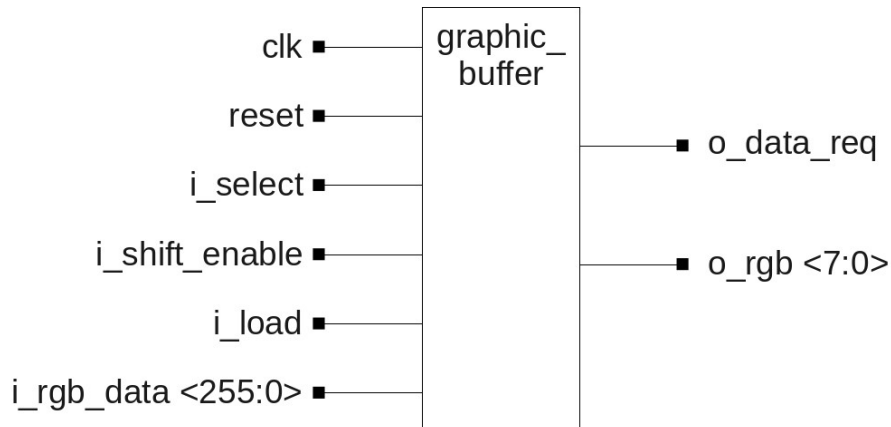 clk
reset
i_select
i_shift_enable
i_load
i_rgb_data <255:0>
graphic_
buffer
o_data_req
o_rgb <7:0>